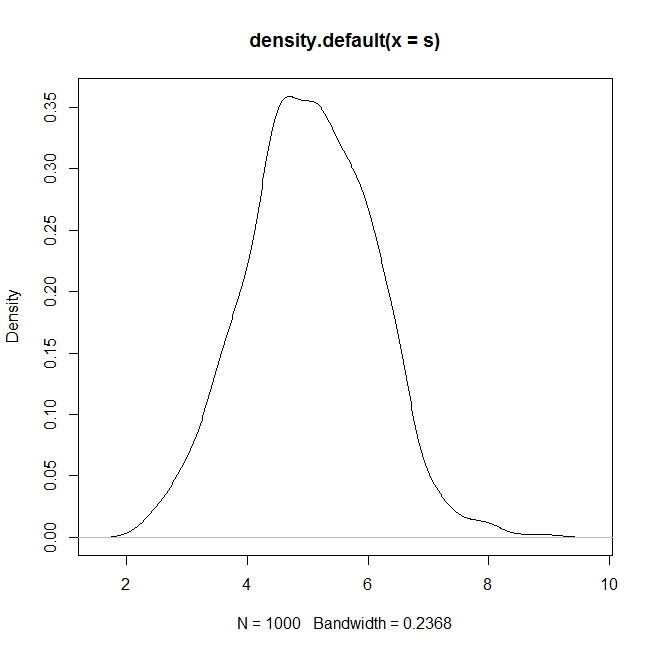 density.default(x = s)
Density
0.35
0.30
0.25
0.20
0.15
0.10
0.05
0.00
2 4 6 8 10
N = 1000 Bandwidth = 0.2368